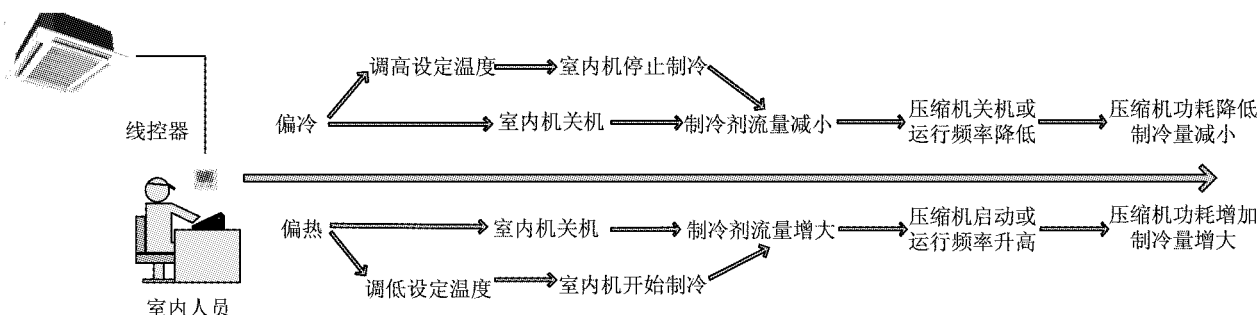 调高设定温度
室内机停止制冷
线控器
偏冷
室内机关机
制冷剂流量减小
压缩机关机或
运行频率降低
压缩机功耗降低
制冷量减小
偏热
室内机关机
制冷剂流量增大
压缩机启动或
运行频率升高
压缩机功耗增加
制冷量增大
调低设定温度
室内机开始制冷
室内人员